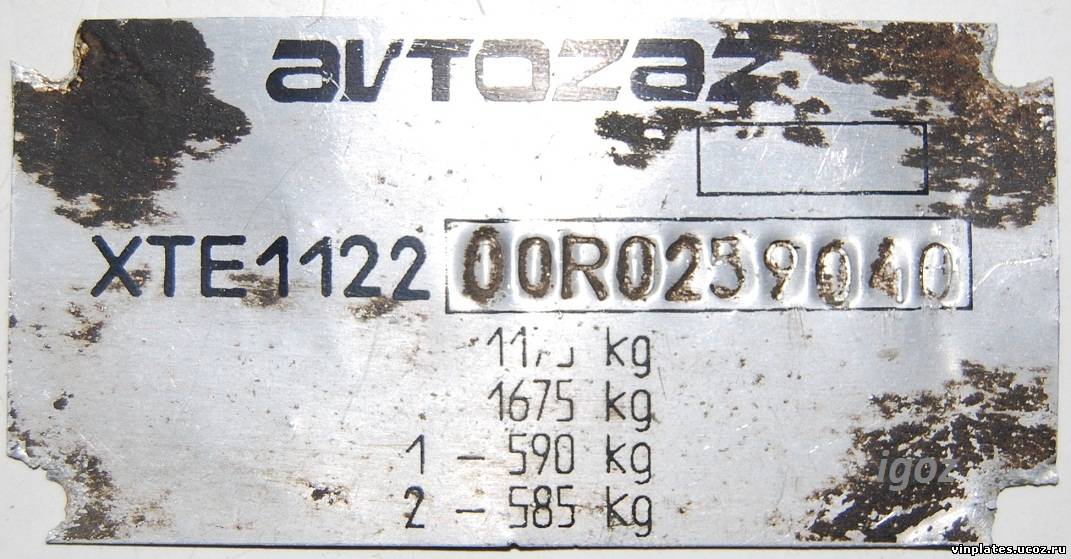 avtozaz
XTE1122 00R0259040
kg
1675 kg
1 - 590 kg
2 - 585 kg
igoz
vinplates.ucoz.ru